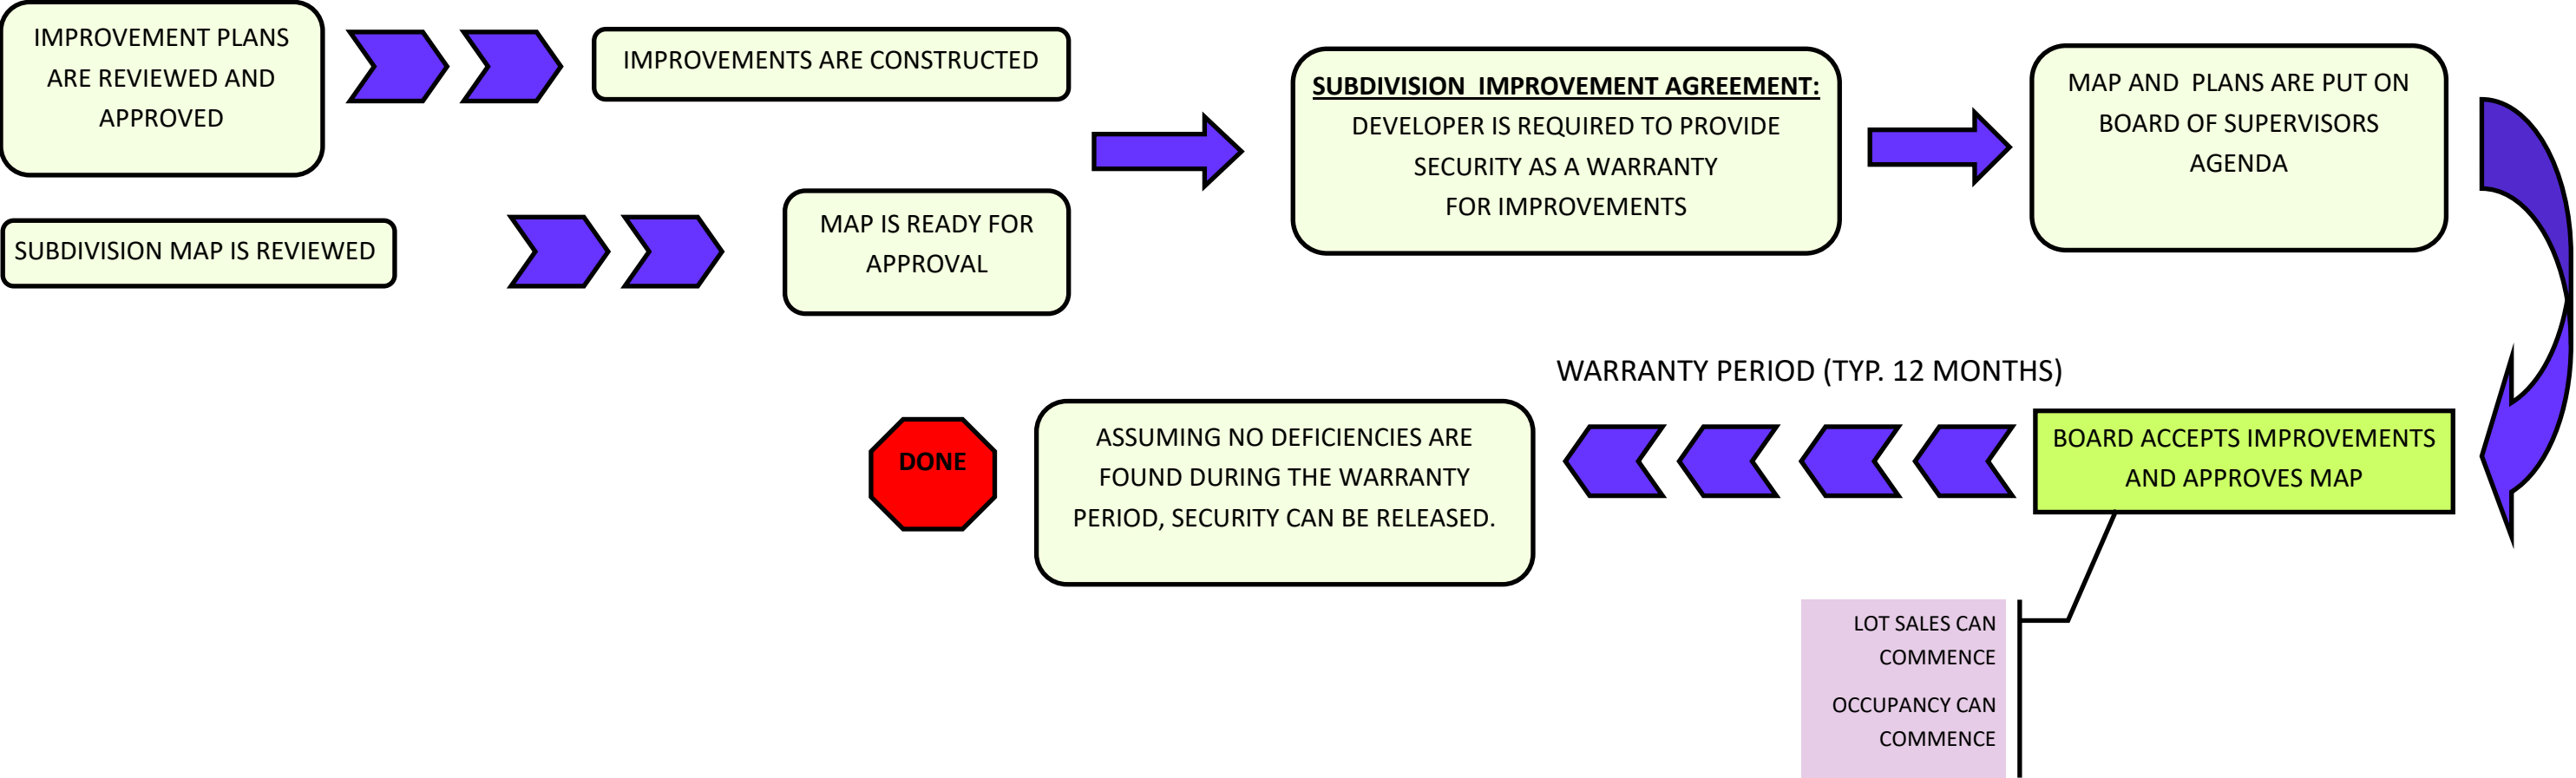 IMPROVEMENT PLANS
ARE REVIEWED AND
APPROVED
IMPROVEMENTS ARE CONSTRUCTED
SUBDIVISION MAP IS REVIEWED
MAP IS READY FOR
APPROVAL
SUBDIVISION IMPROVEMENT AGREEMENT:
DEVELOPER IS REQUIRED TO PROVIDE
SECURITY AS A WARRANTY
FOR IMPROVEMENTS
MAP AND PLANS ARE PUT ON
BOARD OF SUPERVISORS
AGENDA
BOARD ACCEPTS IMPROVEMENTS
AND APPROVES MAP
LOT SALES CAN
COMMENCE
OCCUPANCY CAN
COMMENCE
WARRANTY PERIOD (TYP. 12 MONTHS)
ASSUMING NO DEFICIENCIES ARE
FOUND DURING THE WARRANTY
PERIOD, SECURITY CAN BE RELEASED.
DONE